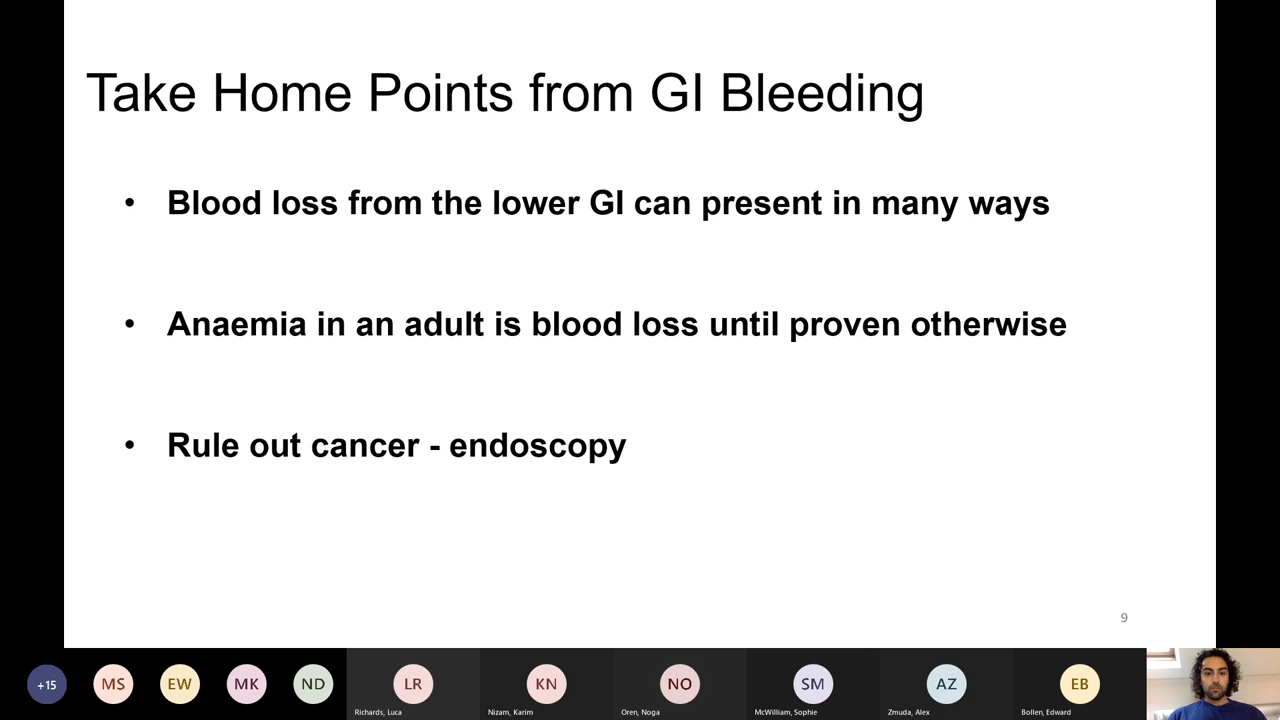 Take Home Points from GI Bleeding
• Blood loss from the lower GI can present in many ways
• Anaemia in an adult is blood loss until proven otherwise
• Rule out cancer - endoscopy
9
+15
MS
EW
MK
ND
LR
Richards, Luca
KN
Nizam, Karim
NO
Oren, Noga
SM
McWilliam, Sophie
AZ
Zmuda, Alex
EB
Bollen, Edward